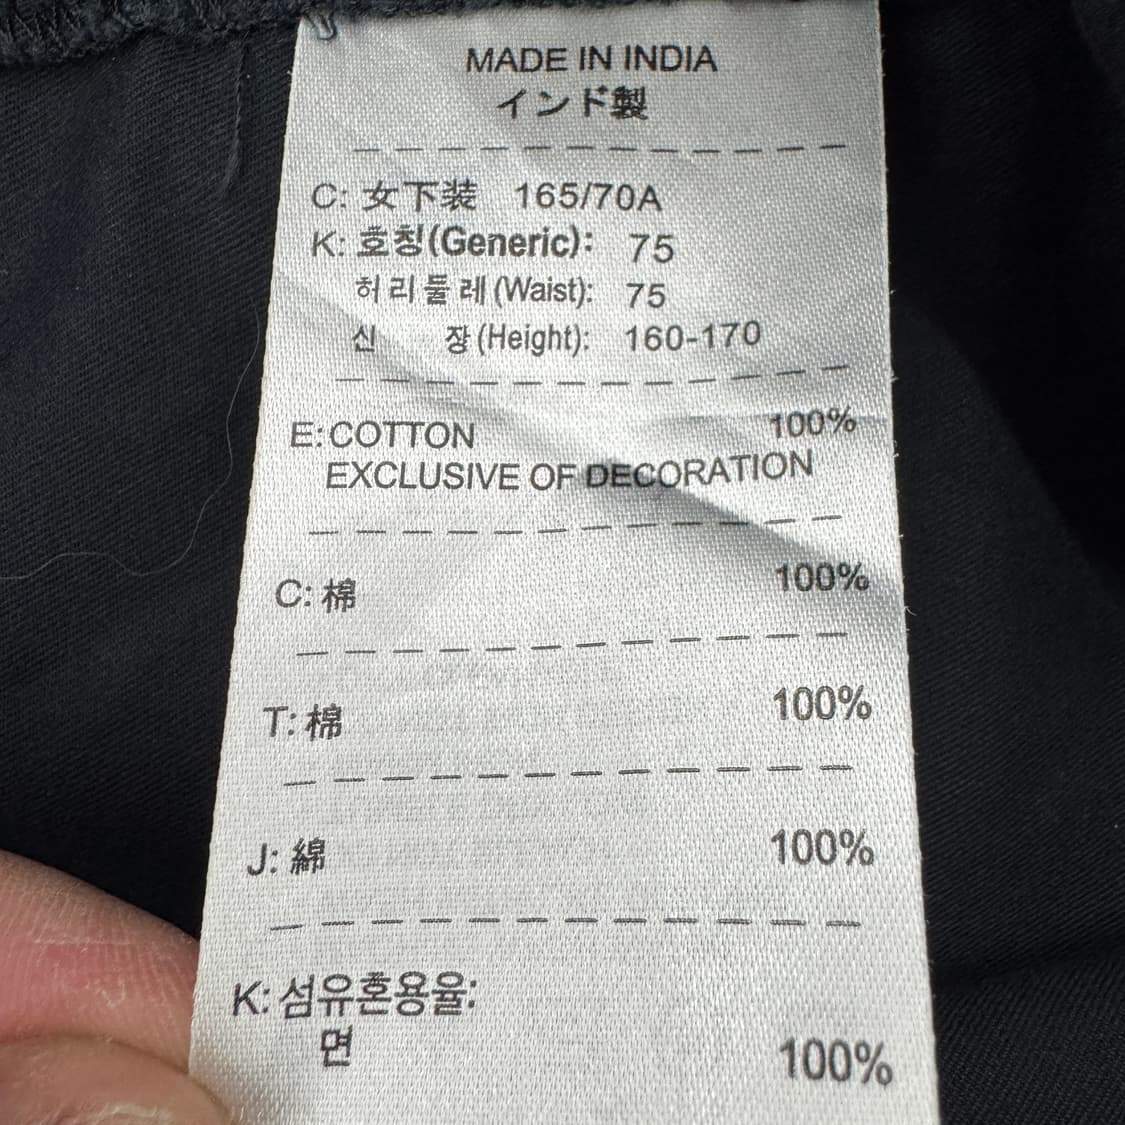 MADE IN INDIA
インド製
C: 女下装 165/70A
K: 호칭(Generic): 75
허리둘레(Waist): 75
신 장(Height): 160-170
E: COTTON 100%
EXCLUSIVE OF DECORATION
C: 棉 100%
T: 棉 100%
J: 綿 100%
K: 섬유혼용율:
면 100%